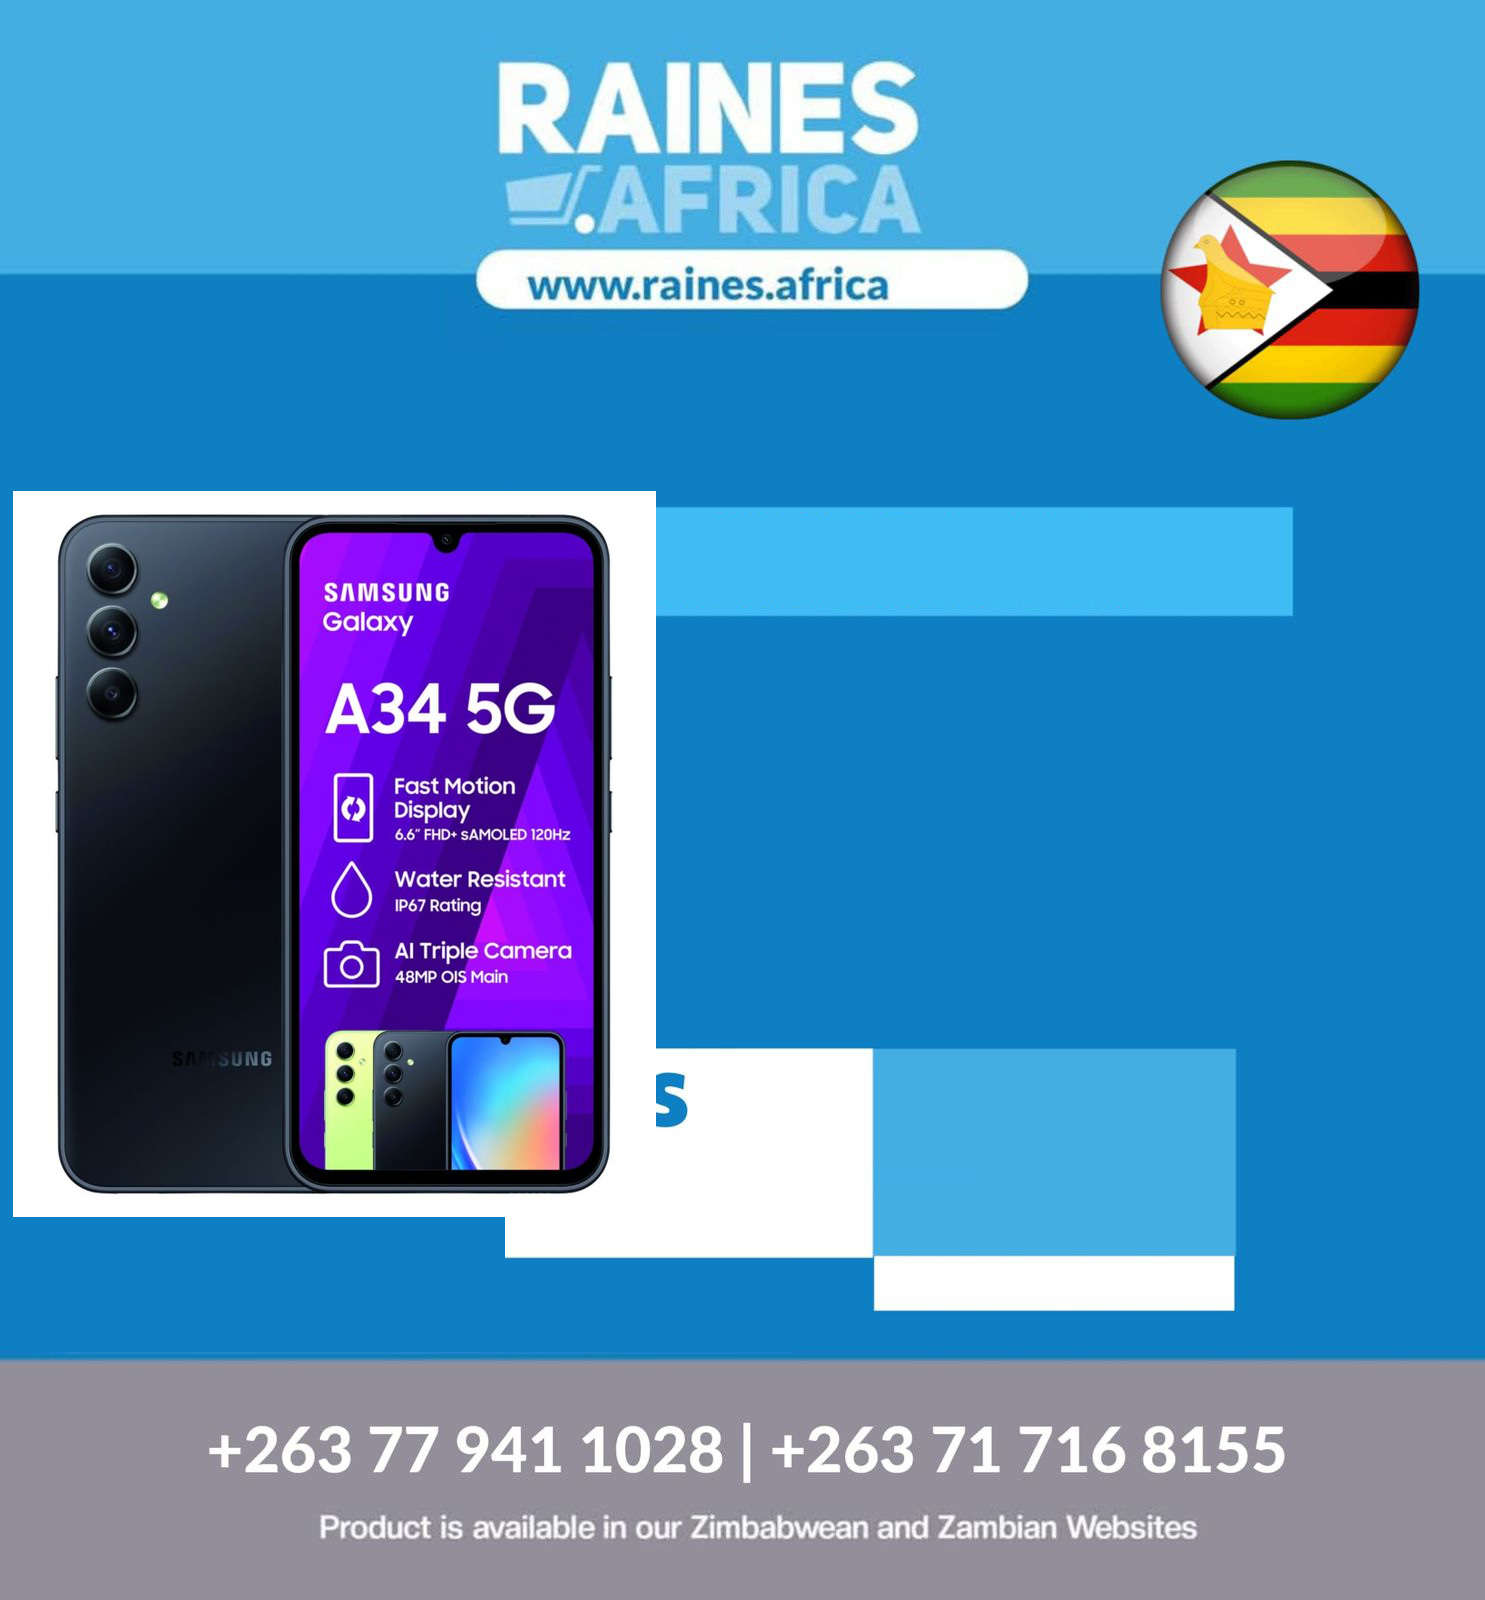 RAINES
.AFRICA
www.raines.africa
SAMSUNG
Galaxy
A34 5G
Fast Motion
Display
6.6" FHD+ sAMOLED 120Hz
Water Resistant
IP67 Rating
AI Triple Camera
48MP OIS Main
SAMSUNG
s
+263 77 941 1028 | +263 71 716 8155
Product is available in our Zimbabwean and Zambian Websites